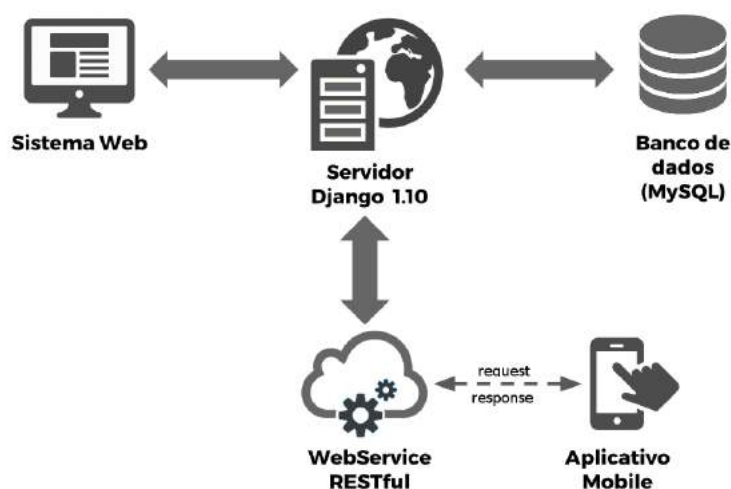 Sistema Web
Servidor
Django 1.10
Banco de
dados
(MySQL)
request
response
WebService
RESTful
Aplicativo
Mobile